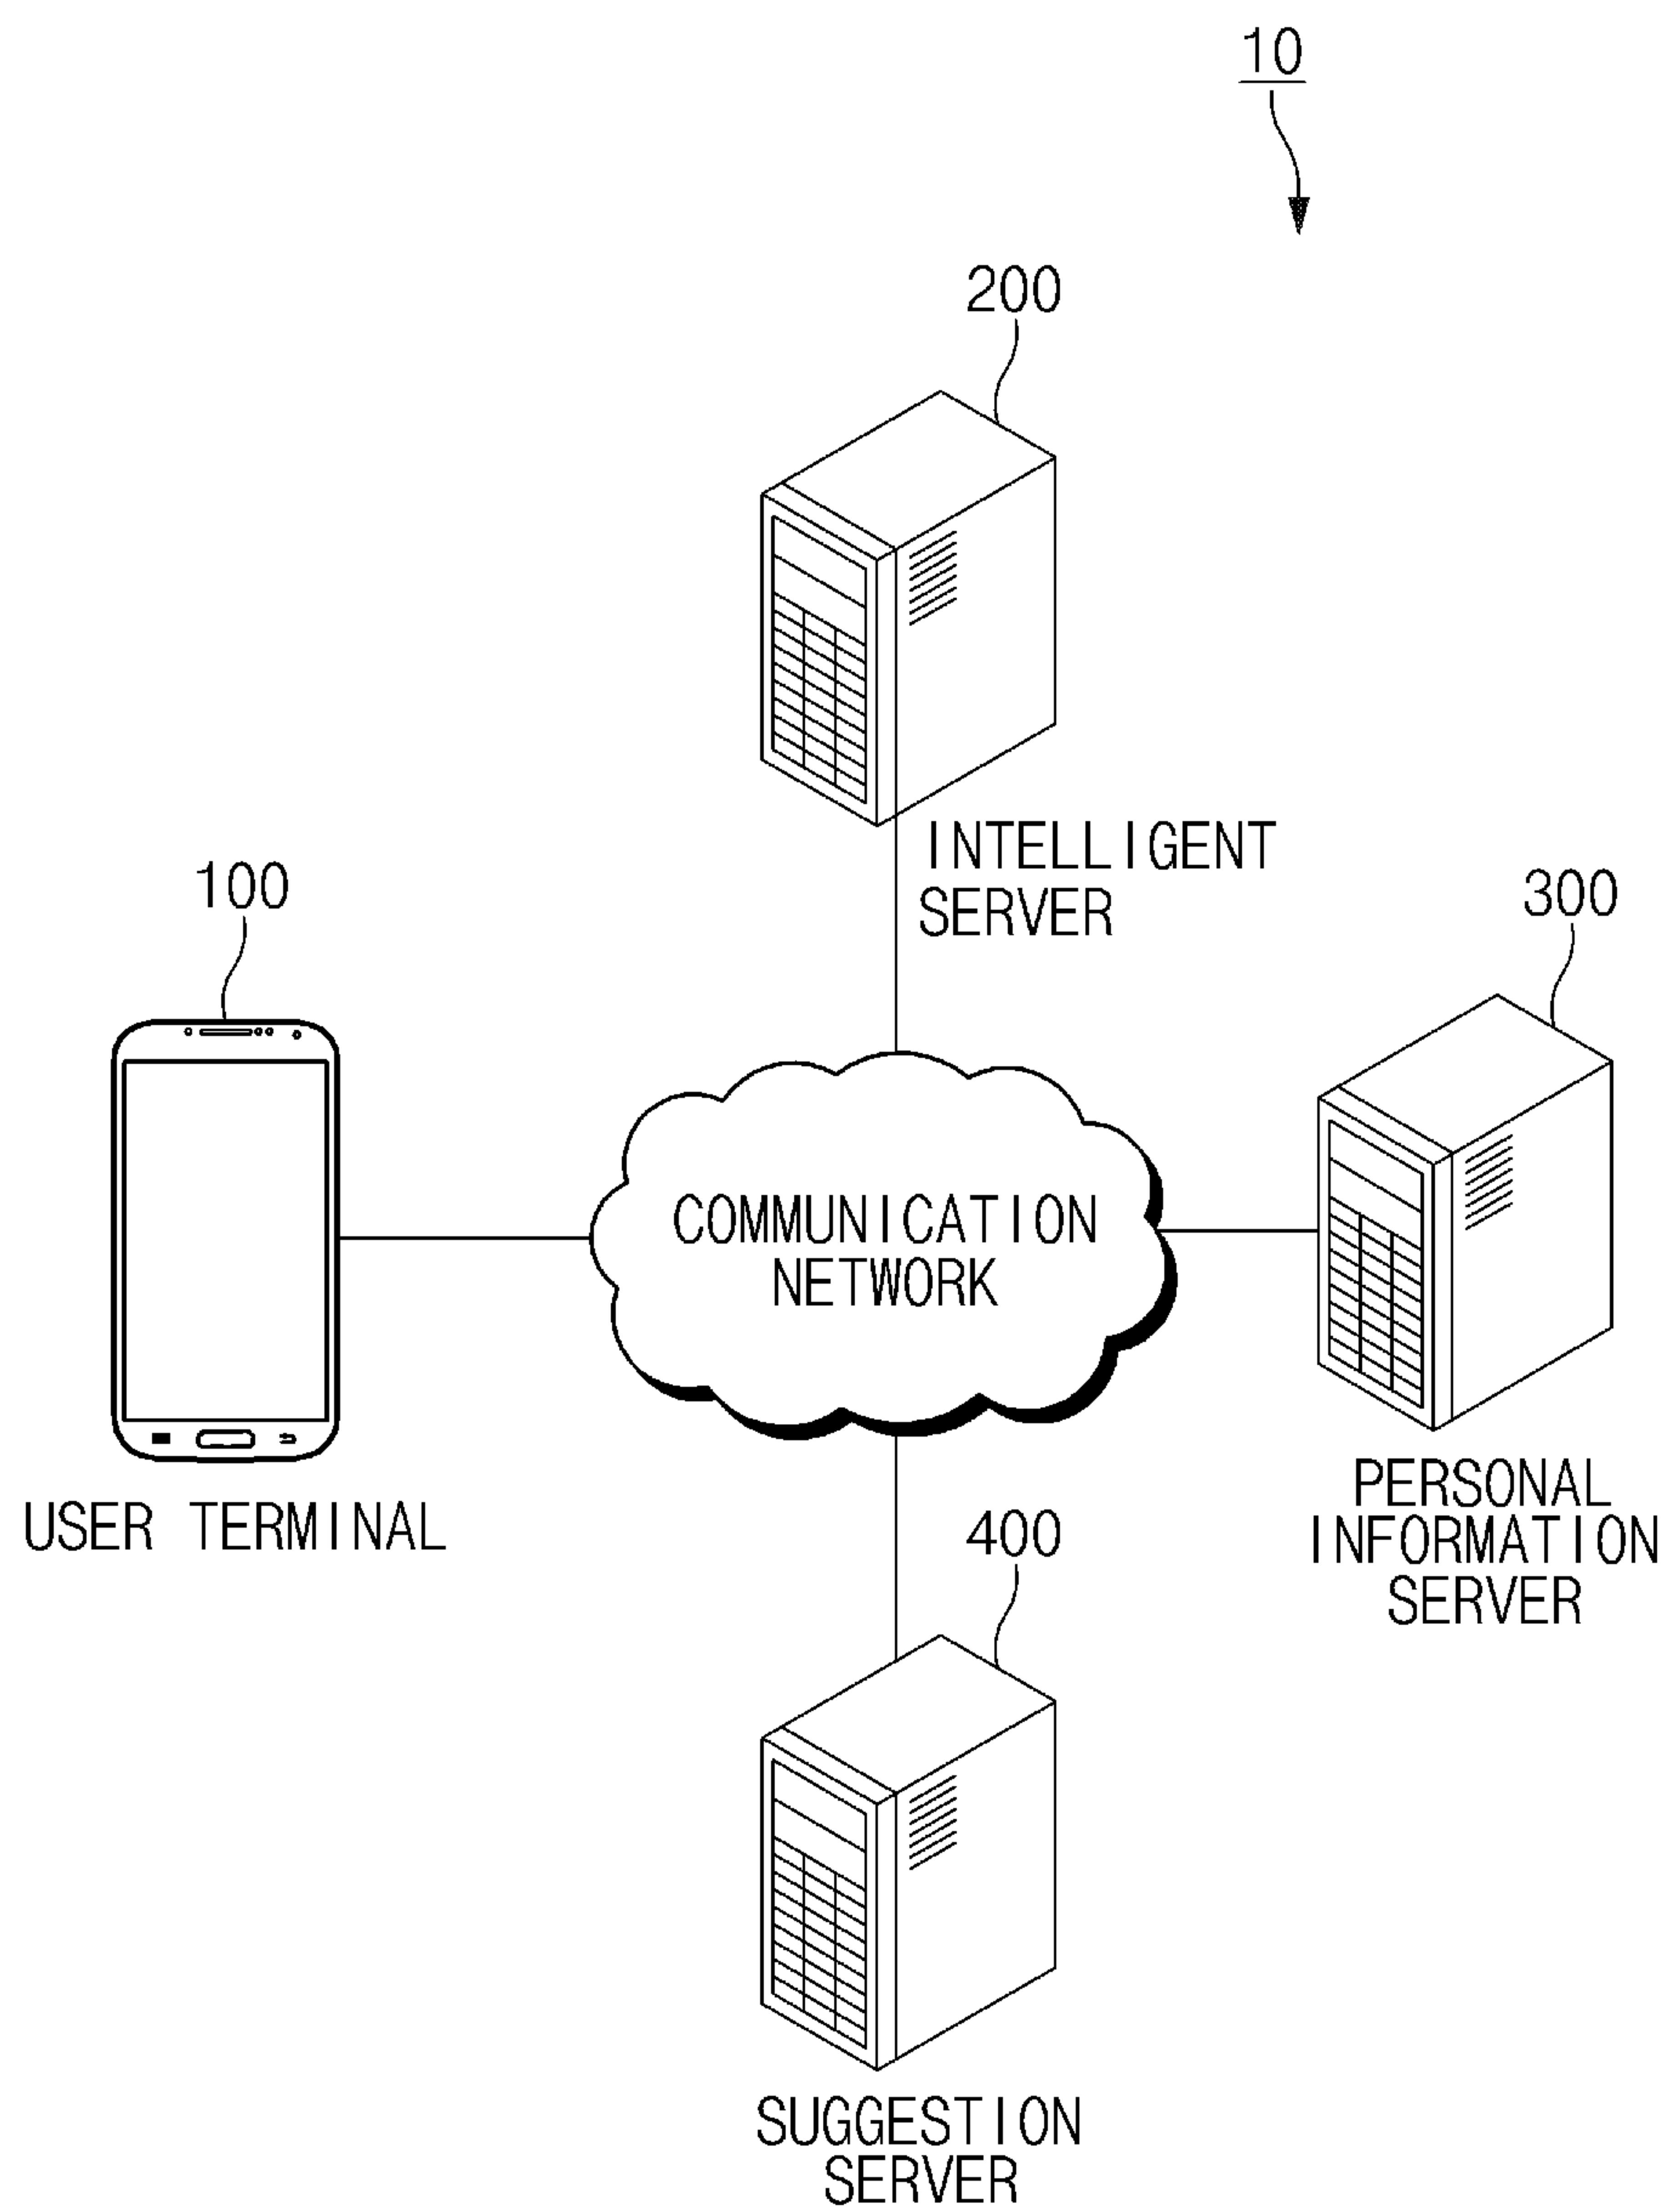 10
200
INTELLIGENT
SERVER
100
300
COMMUNICATION
NETWORK
USER TERMINAL
PERSONAL
INFORMATION
SERVER
400
SUGGESTION
SERVER